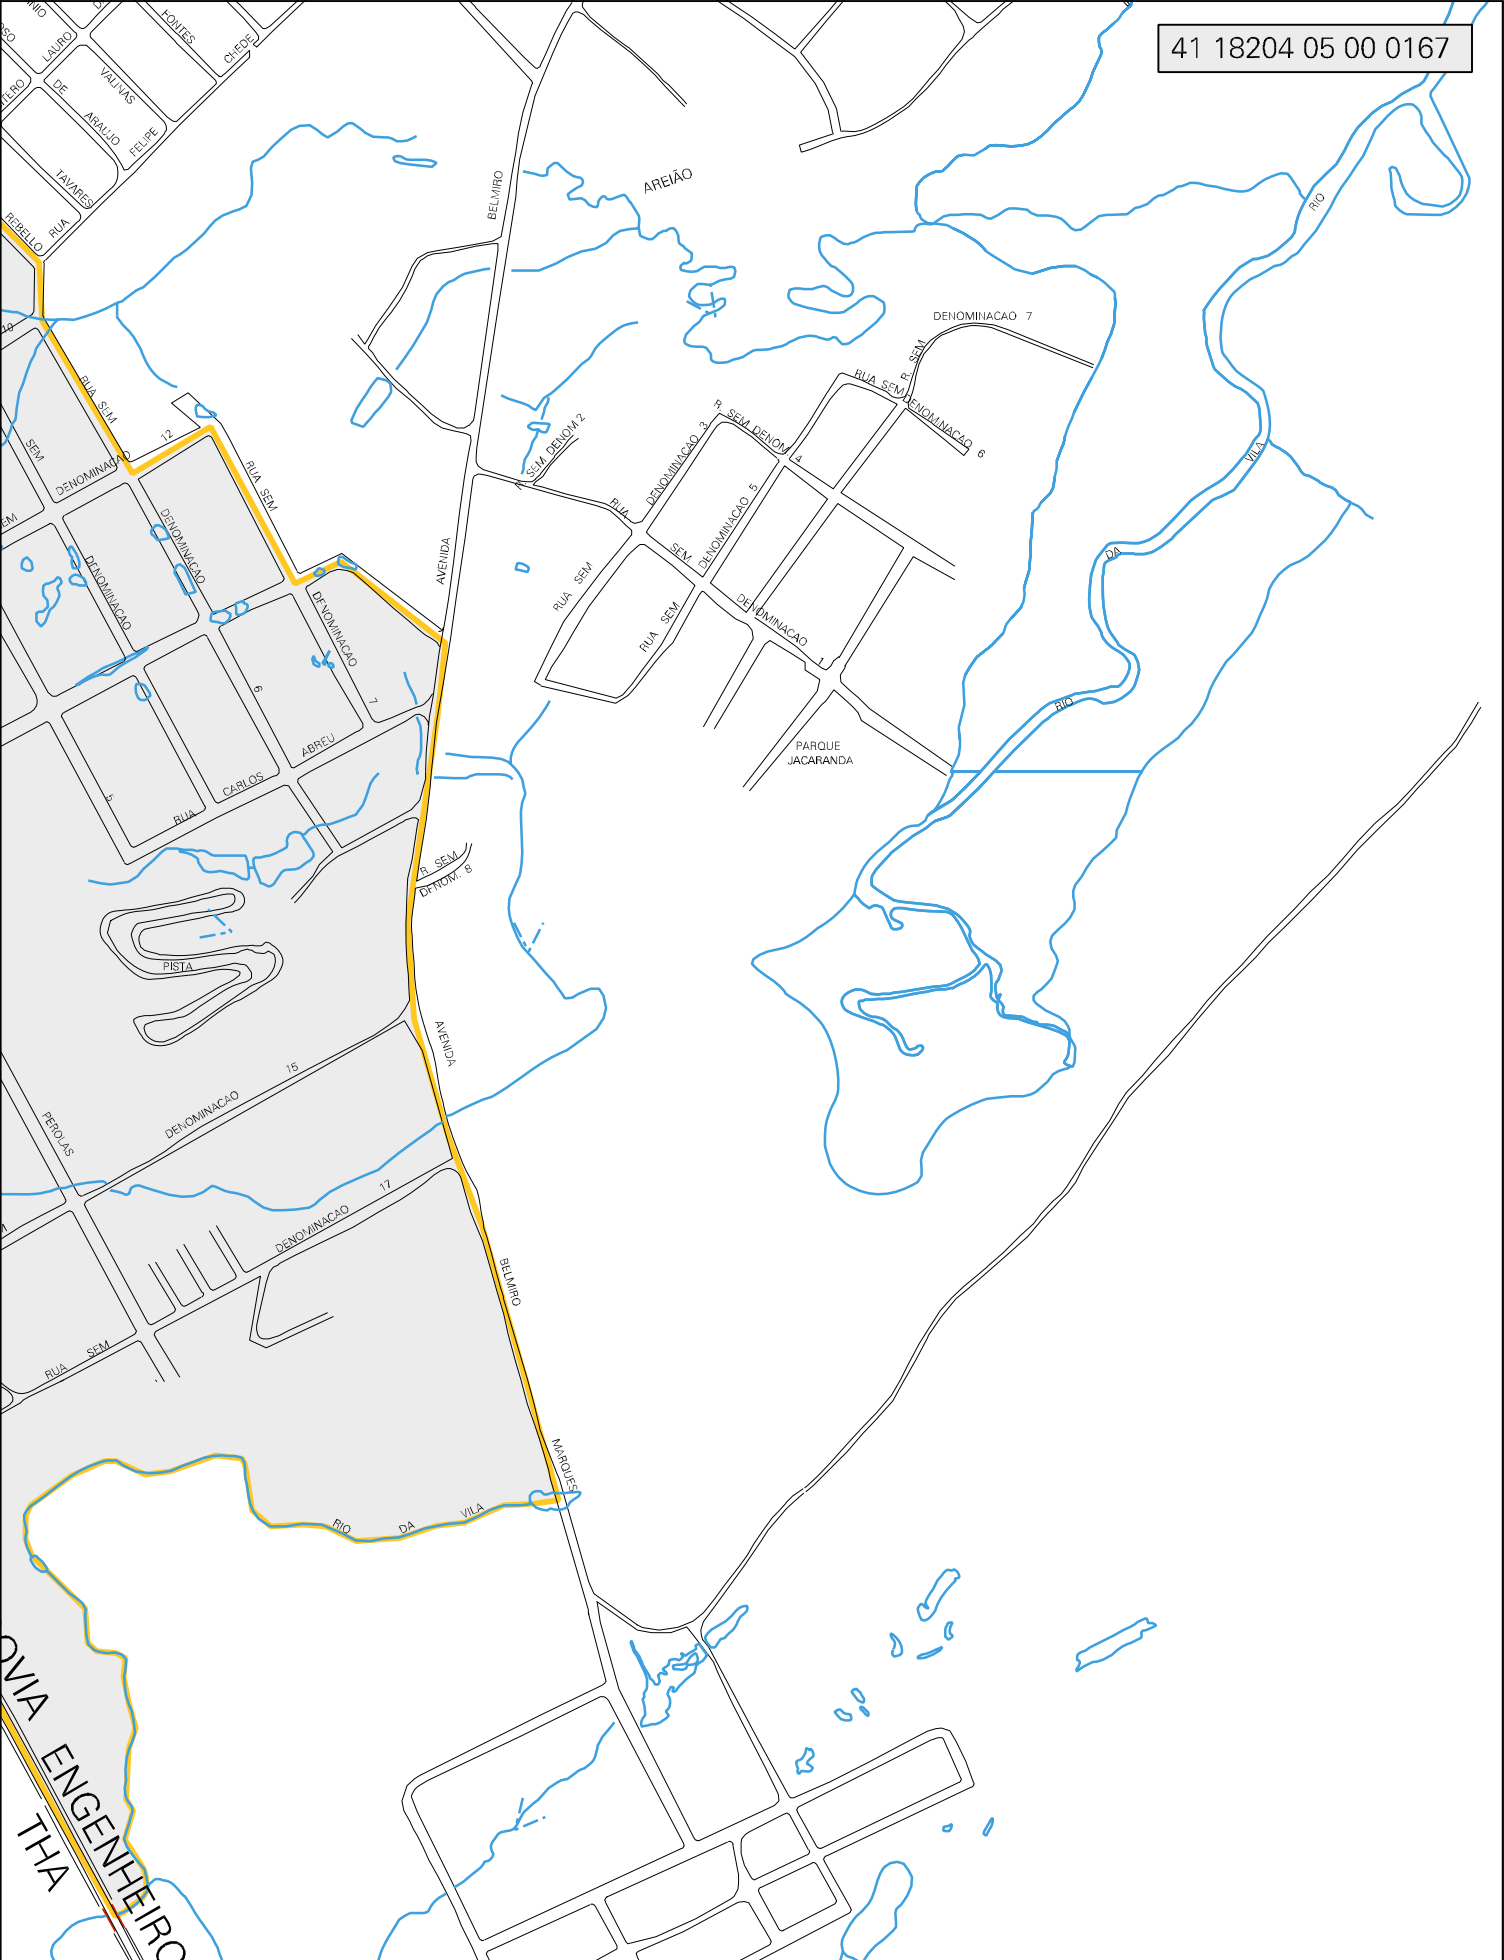 41 18204 05 00 0167
LAURO
FONTES
CHEDE
DE
VALINAS
ARAUJO
FELIPE
TAVARES
REBELLO
RUA
BELMIRO
AREIÃO
RIO
10
DENOMINACAO 7
R. SEM
RUA SEM
DENOMINACAO
6
RUA SEM
12
DENOMINACAO
SEM
RUA SEM
R. SEM DENOM 2
R. SEM DENOM
4
DENOMINACAO 3
DENOMINACAO 5
VILA
DA
RIO
RUA
SEM
DENOMINACAO
1
RUA SEM
RUA SEM
AVENIDA
DENOMINACAO
DENOMINACAO
DENOMINACAO
7
6
5
ABREU
CARLOS
RUA
PARQUE
JACARANDA
R. SEM
DENOM. 8
PISTA
AVENIDA
15
DENOMINACAO
PEROLAS
17
DENOMINACAO
BELMIRO
SEM
RUA
MARQUES
RIO
DA
VILA
OVIA
ENGENHEIRO
THA